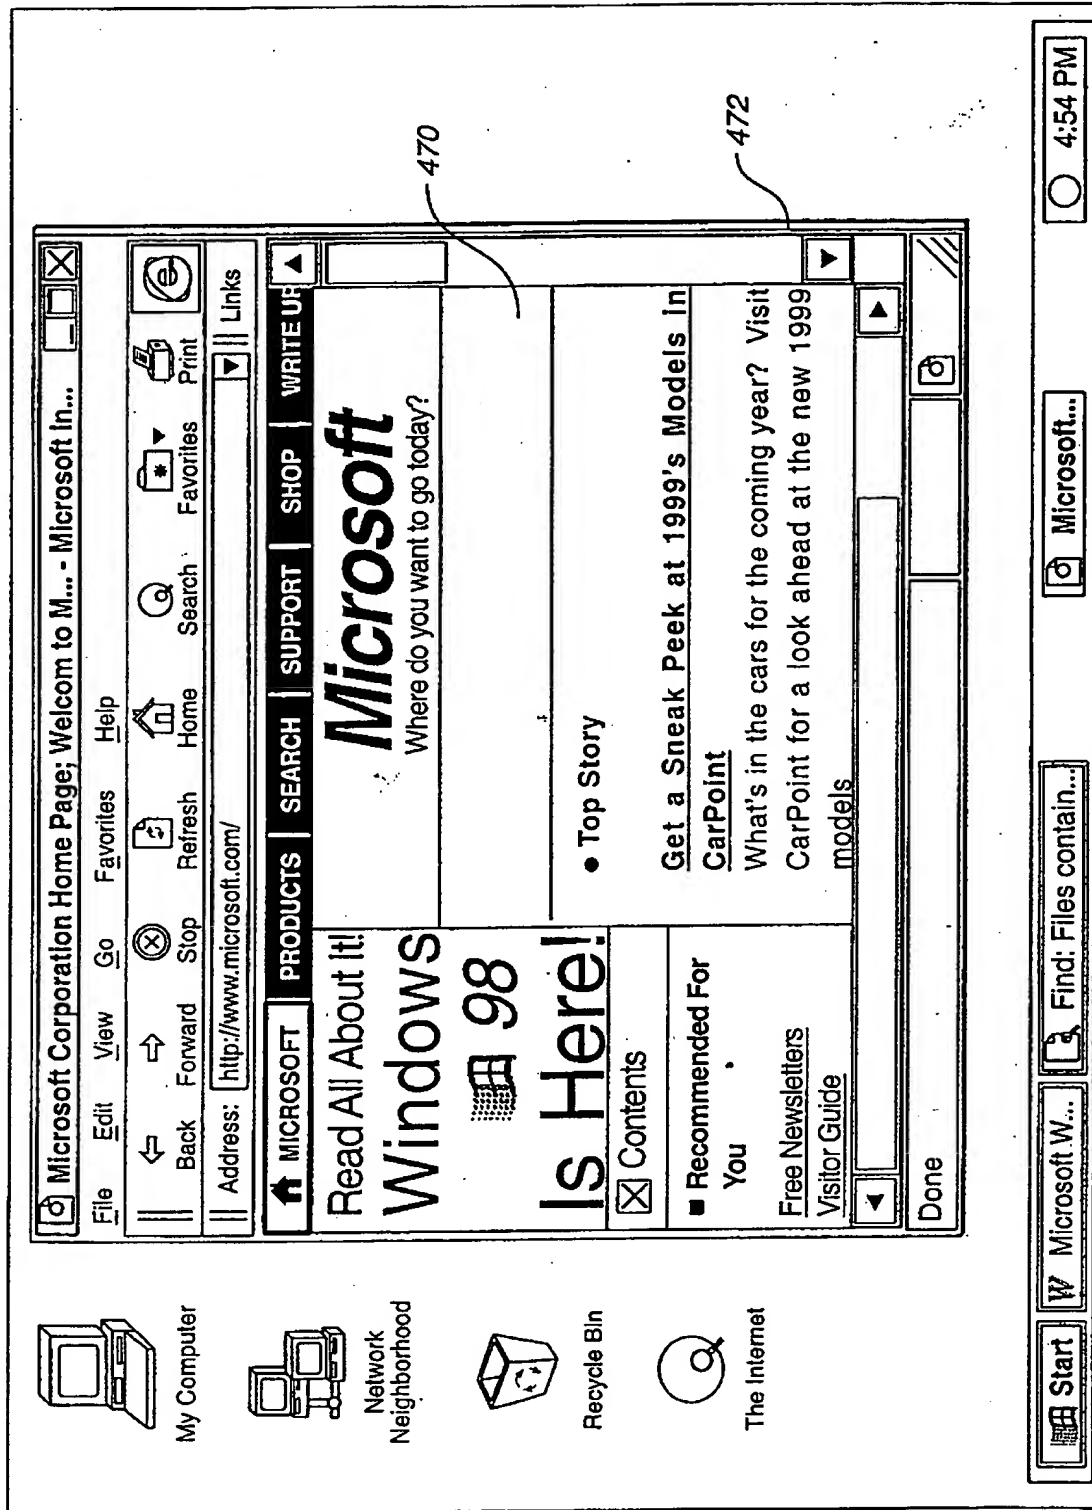 My Computer
Network
Neighborhood
Recycle Bin
The Internet
Microsoft Corporation Home Page; Welcom to M... - Microsoft In...
File Edit View Go Favorites Help
Back Forward Stop Refresh Home Search Favorites Print
Address: http://www.microsoft.com/ Links
MICROSOFT PRODUCTS SEARCH SUPPORT SHOP WRITE UR
Read All About It!
Windows
98
Is Here!
Contents
Recommended For
You
Free Newsletters
Visitor Guide
Microsoft
Where do you want to go today?
• Top Story
Get a Sneak Peek at 1999's Models in
CarPoint
What's in the cars for the coming year? Visit
CarPoint for a look ahead at the new 1999
models
Done
470
472
Start W Microsoft W... Find: Files contain... Microsoft... 4:54 PM